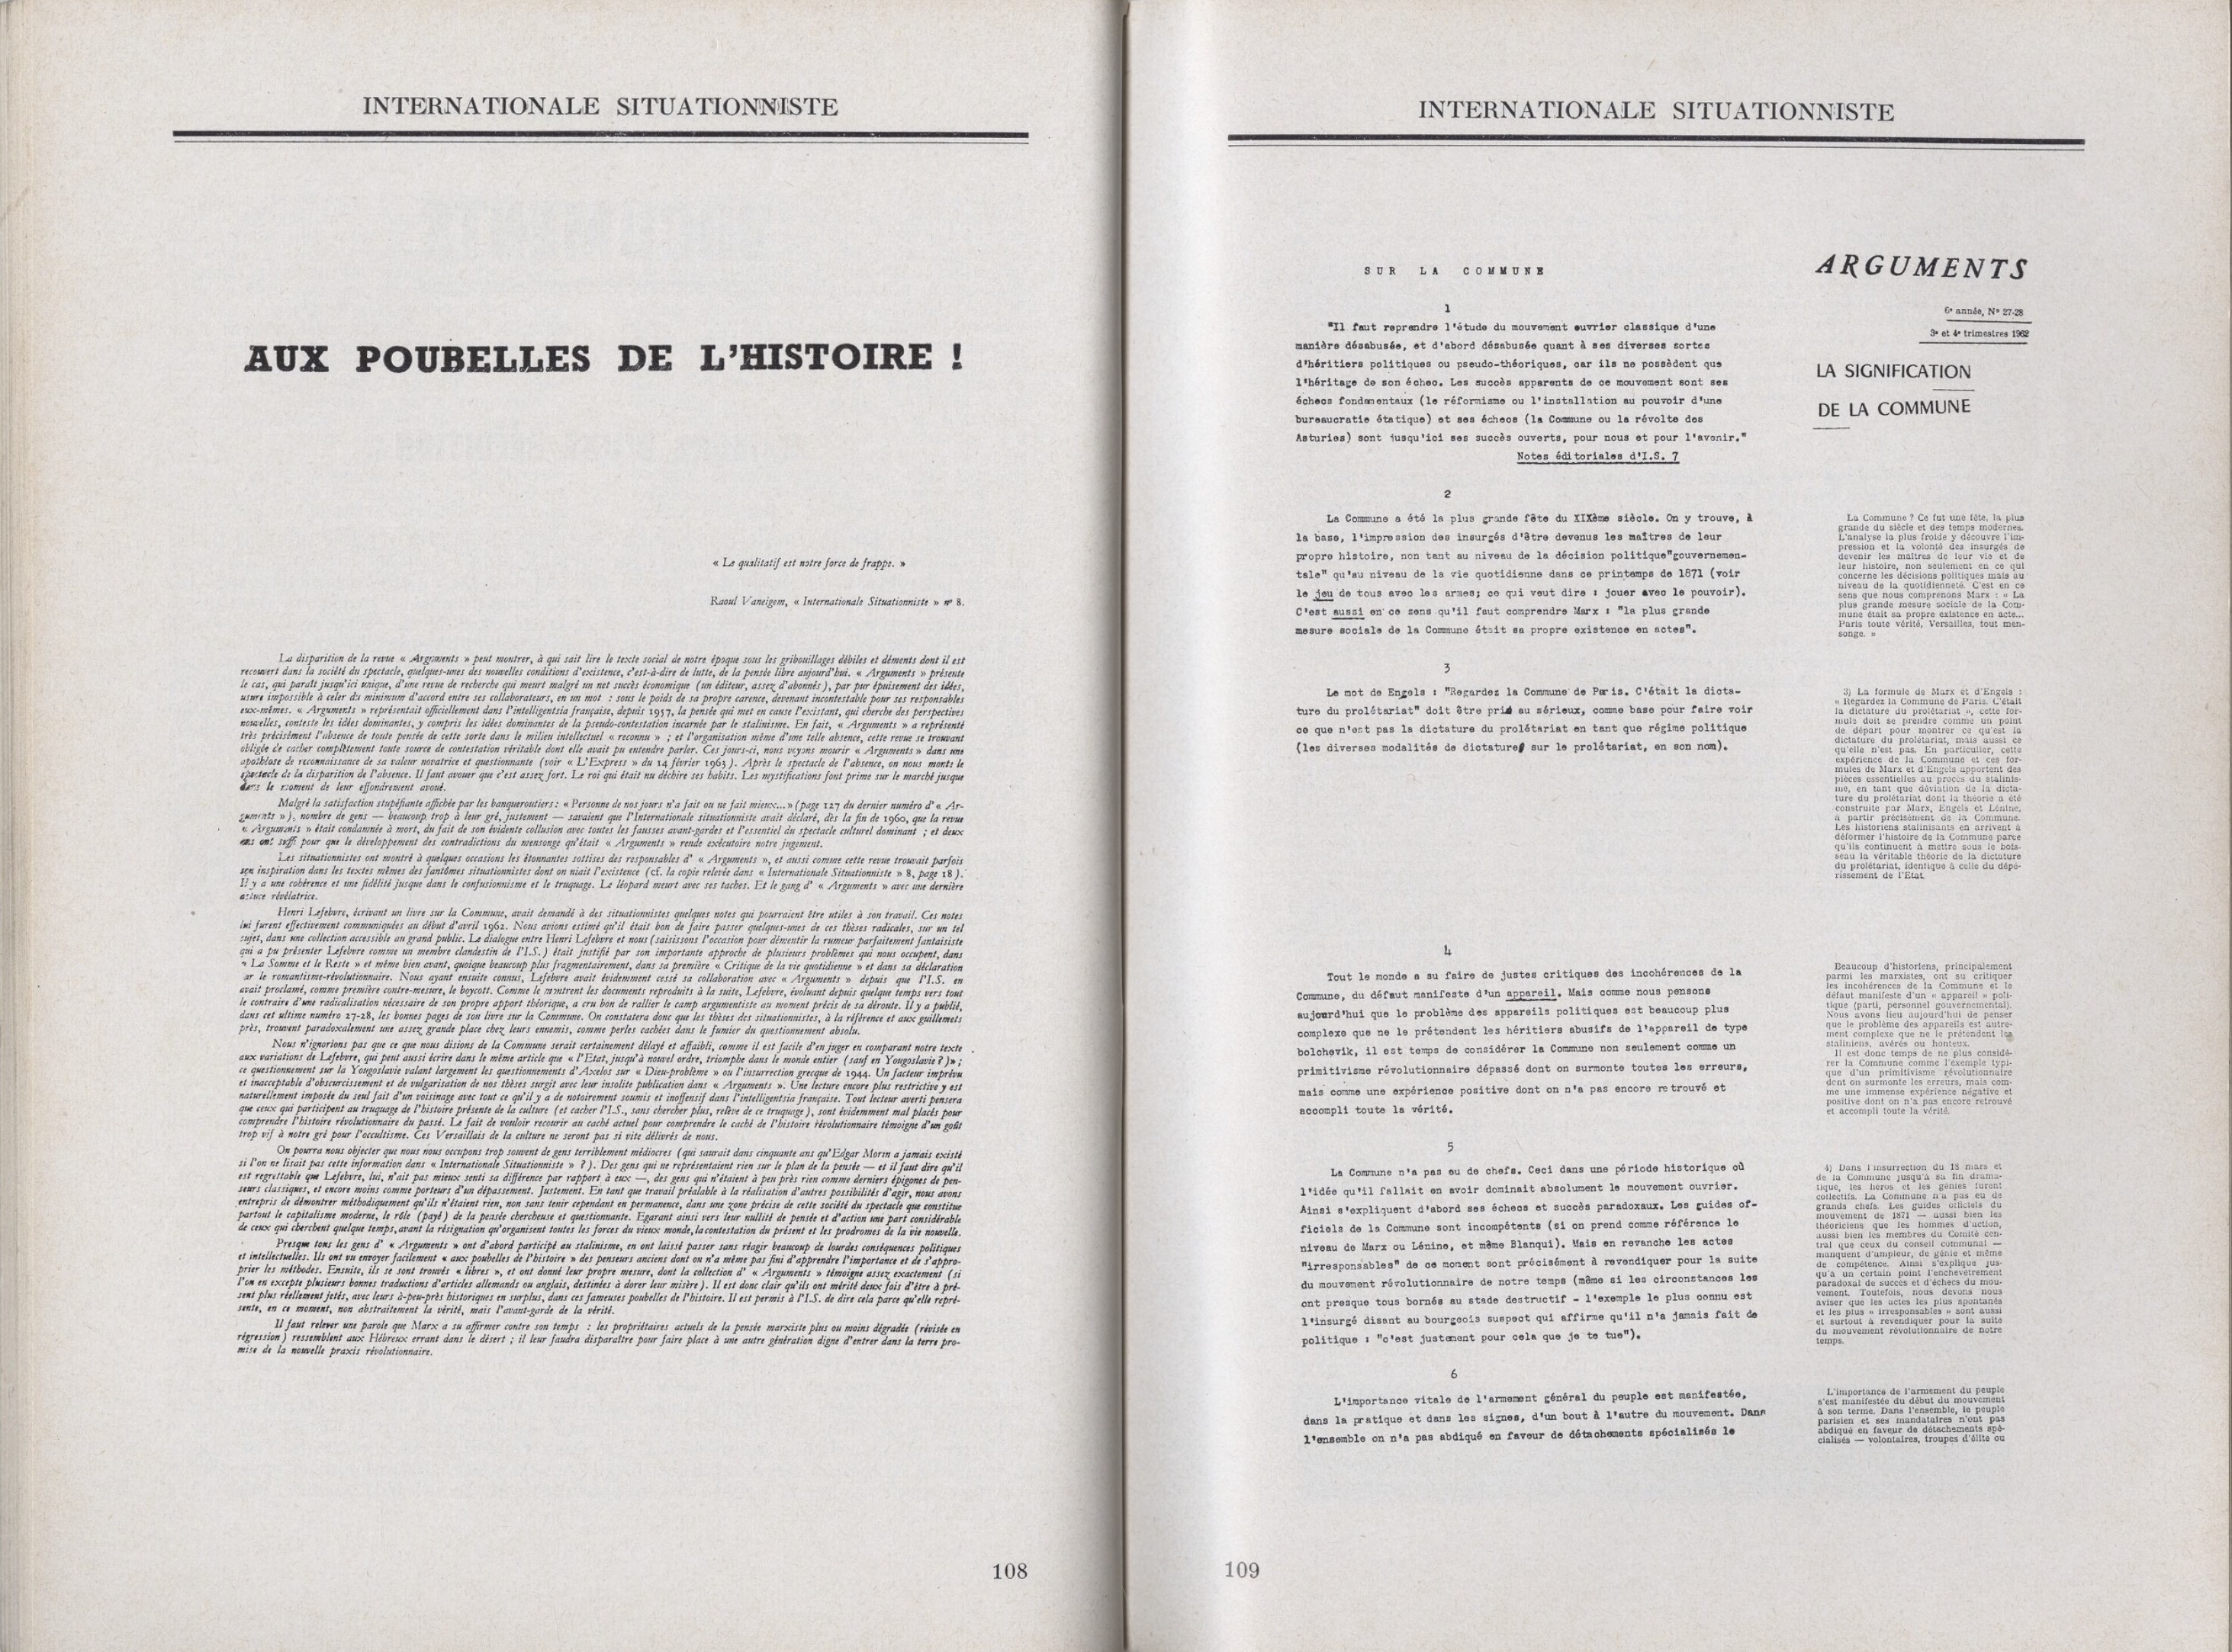 INTERNATIONALE SITUATIONNISTE
AUX POUBELLES DE L'HISTOIRE !
« Le qualitatif est notre force de frappe. »
Raoul Vaneigem, « Internationale Situationniste » nº 8.
La disparition de la revue « Arguments » peut montrer, à qui sait lire le texte social de notre époque sous les gribouillages débiles et déments dont il est
recouvert dans la société du spectacle, quelques-unes des nouvelles conditions d'existence, c'est-à-dire de lutte, de la pensée libre aujourd'hui. « Arguments » présente
le cas, qui paraît jusqu'ici unique, d'une revue de recherche qui meurt malgré un net succès économique (un éditeur, assez d'abonnés), par pur épuisement des idées,
usure impossible à celer du minimum d'accord entre ses collaborateurs, en un mot : sous le poids de sa propre carence, devenant incontestable pour ses responsables
eux-mêmes. « Arguments » représentait officiellement dans l'intelligentsia française, depuis 1957, la pensée qui met en cause l'existant, qui cherche des perspectives
nouvelles, conteste les idées dominantes, y compris les idées dominantes de la pseudo-contestation incarnée par le stalinisme. En fait, « Arguments » a représenté
très précisément l'absence de toute pensée de cette sorte dans le milieu intellectuel « reconnu » ; et l'organisation même d'une telle absence, cette revue se trouvant
obligée de cacher complètement toute source de contestation véritable dont elle avait pu entendre parler. Ces jours-ci, nous voyons mourir « Arguments » dans une
apothéose de reconnaissance de sa valeur novatrice et questionnante (voir « L'Express » du 14 février 1963). Après le spectacle de l'absence, on nous monte le
spectacle de la disparition de l'absence. Il faut avouer que c'est assez fort. Le roi qui était nu déchire ses habits. Les mystifications font prime sur le marché jusque
dans le moment de leur effondrement avoué.
Malgré la satisfaction stupéfiante affichée par les banqueroutiers : « Personne de nos jours n'a fait ou ne fait mieux... » (page 127 du dernier numéro d'« Ar-
guments »), nombre de gens — beaucoup trop à leur gré, justement — savaient que l'Internationale situationniste avait déclaré, dès la fin de 1960, que la revue
« Arguments » était condamnée à mort, du fait de son évidente collusion avec toutes les fausses avant-gardes et l'essentiel du spectacle culturel dominant ; et deux
ans ont suffi pour que le développement des contradictions du mensonge qu'était « Arguments » rende exécutoire notre jugement.
Les situationnistes ont montré à quelques occasions les étonnantes sottises des responsables d' « Arguments », et aussi comme cette revue trouvait parfois
son inspiration dans les textes mêmes des fantômes situationnistes dont on niait l'existence (cf. la copie relevée dans « Internationale Situationniste » 8, page 18).
Il y a une cohérence et une fidélité jusque dans le confusionnisme et le truquage. Le léopard meurt avec ses taches. Et le gang d' « Arguments » avec une dernière
astuce révélatrice.
Henri Lefebvre, écrivant un livre sur la Commune, avait demandé à des situationnistes quelques notes qui pourraient être utiles à son travail. Ces notes
lui furent effectivement communiquées au début d'avril 1962. Nous avions estimé qu'il était bon de faire passer quelques-unes de ces thèses radicales, sur un tel
sujet, dans une collection accessible au grand public. Le dialogue entre Henri Lefebvre et nous (saisissons l'occasion pour démentir la rumeur parfaitement fantaisiste
qui a pu présenter Lefebvre comme un membre clandestin de l'I.S.) était justifié par son importante approche de plusieurs problèmes qui nous occupent, dans
« La Somme et le Reste » et même bien avant, quoique beaucoup plus fragmentairement, dans sa première « Critique de la vie quotidienne » et dans sa déclaration
ar le romantisme-révolutionnaire. Nous ayant ensuite connus, Lefebvre avait évidemment cessé sa collaboration avec « Arguments » depuis que l'I.S. en
avait proclamé, comme première contre-mesure, le boycott. Comme le montrent les documents reproduits à la suite, Lefebvre, évoluant depuis quelque temps vers tout
le contraire d'une radicalisation nécessaire de son propre apport théorique, a cru bon de rallier le camp argumentiste au moment précis de sa déroute. Il y a publié,
dans cet ultime numéro 27-28, les bonnes pages de son livre sur la Commune. On constatera donc que les thèses des situationnistes, à la référence et aux guillemets
près, trouvent paradoxalement une assez grande place chez leurs ennemis, comme perles cachées dans le fumier du questionnement absolu.
Nous n'ignorions pas que ce que nous disions de la Commune serait certainement délayé et affaibli, comme il est facile d'en juger en comparant notre texte
aux variations de Lefebvre, qui peut aussi écrire dans le même article que « l'Etat, jusqu'à nouvel ordre, triomphe dans le monde entier (sauf en Yougoslavie ?) » ;
ce questionnement sur la Yougoslavie valant largement les questionnements d'Axelos sur « Dieu-problème » ou l'insurrection grecque de 1944. Un facteur imprévu
et inacceptable d'obscurcissement et de vulgarisation de nos thèses surgit avec leur insolite publication dans « Arguments ». Une lecture encore plus restrictive y est
naturellement imposée du seul fait d'un voisinage avec tout ce qu'il y a de notoirement soumis et inoffensif dans l'intelligentsia française. Tout lecteur averti pensera
que ceux qui participent au truquage de l'histoire présente de la culture (et cacher l'I.S., sans chercher plus, relève de ce truquage), sont évidemment mal placés pour
comprendre l'histoire révolutionnaire du passé. Le fait de vouloir recourir au caché actuel pour comprendre le caché de l'histoire révolutionnaire témoigne d'un goût
trop vif à notre gré pour l'occultisme. Ces Versaillais de la culture ne seront pas si vite délivrés de nous.
On pourra nous objecter que nous nous occupons trop souvent de gens terriblement médiocres (qui saurait dans cinquante ans qu'Edgar Morin a jamais existé
si l'on ne lisait pas cette information dans « Internationale Situationniste » ?). Des gens qui ne représentaient rien sur le plan de la pensée — et il faut dire qu'il
est regrettable que Lefebvre, lui, n'ait pas mieux senti sa différence par rapport à eux —, des gens qui n'étaient à peu près rien comme derniers épigones de pen-
seurs classiques, et encore moins comme porteurs d'un dépassement. Justement. En tant que travail préalable à la réalisation d'autres possibilités d'agir, nous avons
entrepris de démontrer méthodiquement qu'ils n'étaient rien, non sans tenir cependant en permanence, dans une zone précise de cette société du spectacle que constitue
partout le capitalisme moderne, le rôle (payé) de la pensée chercheuse et questionnante. Egarant ainsi vers leur nullité de pensée et d'action une part considérable
de ceux qui cherchent quelque temps, avant la résignation qu'organisent toutes les forces du vieux monde, la contestation du présent et les prodromes de la vie nouvelle.
Presque tous les gens d' « Arguments » ont d'abord participé au stalinisme, en ont laissé passer sans réagir beaucoup de lourdes conséquences politiques
et intellectuelles. Ils ont vu envoyer facilement « aux poubelles de l'histoire » des penseurs anciens dont on n'a même pas fini d'apprendre l'importance et de s'appro-
prier les méthodes. Ensuite, ils se sont trouvés « libres », et ont donné leur propre mesure, dont la collection d' « Arguments » témoigne assez exactement (si
l'on en excepte plusieurs bonnes traductions d'articles allemands ou anglais, destinées à dorer leur misère). Il est donc clair qu'ils ont mérité deux fois d'être à pré-
sent plus réellement jetés, avec leurs à-peu-près historiques en surplus, dans ces fameuses poubelles de l'histoire. Il est permis à l'I.S. de dire cela parce qu'elle repré-
sente, en ce moment, non abstraitement la vérité, mais l'avant-garde de la vérité.
Il faut relever une parole que Marx a su affirmer contre son temps : les propriétaires actuels de la pensée marxiste plus ou moins dégradée (révisée en
régression) ressemblent aux Hébreux errant dans le désert ; il leur faudra disparaître pour faire place à une autre génération digne d'entrer dans la terre pro-
mise de la nouvelle praxis révolutionnaire.
108
INTERNATIONALE SITUATIONNISTE
SUR LA COMMUNE
1
"Il faut reprendre l'étude du mouvement ouvrier classique d'une
manière désabusée, et d'abord désabusée quant à ses diverses sortes
d'héritiers politiques ou pseudo-théoriques, car ils ne possèdent que
l'héritage de son échec. Les succès apparents de ce mouvement sont ses
échecs fondamentaux (le réformisme ou l'installation au pouvoir d'une
bureaucratie étatique) et ses échecs (la Commune ou la révolte des
Asturies) sont jusqu'ici ses succès ouverts, pour nous et pour l'avenir."
Notes éditoriales d'I.S. 7
2
La Commune a été la plus grande fête du XIXème siècle. On y trouve, à
la base, l'impression des insurgés d'être devenus les maîtres de leur
propre histoire, non tant au niveau de la décision politique"gouvernemen-
tale" qu'au niveau de la vie quotidienne dans ce printemps de 1871 (voir
le jeu de tous avec les armes; ce qui veut dire : jouer avec le pouvoir).
C'est aussi en ce sens qu'il faut comprendre Marx : "la plus grande
mesure sociale de la Commune était sa propre existence en actes".
3
Le mot de Engels : "Regardez la Commune de Paris. C'était la dicta-
ture du prolétariat" doit être pris au sérieux, comme base pour faire voir
ce que n'est pas la dictature du prolétariat en tant que régime politique
(les diverses modalités de dictature sur le prolétariat, en son nom).
4
Tout le monde a su faire de justes critiques des incohérences de la
Commune, du défaut manifeste d'un appareil. Mais comme nous pensons
aujourd'hui que le problème des appareils politiques est beaucoup plus
complexe que ne le prétendent les héritiers abusifs de l'appareil de type
bolchevik, il est temps de considérer la Commune non seulement comme un
primitivisme révolutionnaire dépassé dont on surmonte toutes les erreurs,
mais comme une expérience positive dont on n'a pas encore retrouvé et
accompli toute la vérité.
5
La Commune n'a pas eu de chefs. Ceci dans une période historique où
l'idée qu'il fallait en avoir dominait absolument le mouvement ouvrier.
Ainsi s'expliquent d'abord ses échecs et succès paradoxaux. Les guides of-
ficiels de la Commune sont incompétents (si on prend comme référence le
niveau de Marx ou Lénine, et même Blanqui). Mais en revanche les actes
"irresponsables" de ce moment sont précisément à revendiquer pour la suite
du mouvement révolutionnaire de notre temps (même si les circonstances les
ont presque tous bornés au stade destructif - l'exemple le plus connu est
l'insurgé disant au bourgeois suspect qui affirme qu'il n'a jamais fait de
politique : "c'est justement pour cela que je te tue").
6
L'importance vitale de l'armement général du peuple est manifestée,
dans la pratique et dans les signes, d'un bout à l'autre du mouvement. Dans
l'ensemble on n'a pas abdiqué en faveur de détachements spécialisés le
ARGUMENTS
6e année, N° 27-28
3e et 4e trimestres 1962
LA SIGNIFICATION
DE LA COMMUNE
La Commune ? Ce fut une fête, la plus
grande du siècle et des temps modernes.
L'analyse la plus froide y découvre l'im-
pression et la volonté des insurgés de
devenir les maîtres de leur vie et de
leur histoire, non seulement en ce qui
concerne les décisions politiques mais au
niveau de la quotidienneté. C'est en ce
sens que nous comprenons Marx : « La
plus grande mesure sociale de la Com-
mune était sa propre existence en acte...
Paris toute vérité, Versailles, tout men-
songe. »
3) La formule de Marx et d'Engels :
« Regardez la Commune de Paris. C'était
la dictature du prolétariat », cette for-
mule doit se prendre comme un point
de départ pour montrer ce qu'est la
dictature du prolétariat, mais aussi ce
qu'elle n'est pas. En particulier, cette
expérience de la Commune et ces for-
mules de Marx et d'Engels apportent des
pièces essentielles au procès du stalinis-
me, en tant que déviation de la dicta-
ture du prolétariat dont la théorie a été
construite par Marx, Engels et Lénine,
à partir précisément de la Commune.
Les historiens stalinisants en arrivent à
déformer l'histoire de la Commune parce
qu'ils continuent à mettre sous le bois-
seau la véritable théorie de la dictature
du prolétariat, identique à celle du dépé-
rissement de l'Etat.
Beaucoup d'historiens, principalement
parmi les marxistes, ont su critiquer
les incohérences de la Commune et le
défaut manifeste d'un « appareil » poli-
tique (parti, personnel gouvernemental).
Nous avons lieu aujourd'hui de penser
que le problème des appareils est autre-
ment complexe que ne le prétendent les
staliniens, avérés ou honteux.
Il est donc temps de ne plus considé-
rer la Commune comme l'exemple typi-
que d'un primitivisme révolutionnaire
dont on surmonte les erreurs, mais com-
me une immense expérience négative et
positive dont on n'a pas encore retrouvé
et accompli toute la vérité.
4) Dans l'insurrection du 18 mars et
de la Commune jusqu'à sa fin drama-
tique, les héros et les génies furent
collectifs. La Commune n'a pas eu de
grands chefs. Les guides officiels du
mouvement de 1871 — aussi bien les
théoriciens que les hommes d'action,
aussi bien les membres du Comité cen-
tral que ceux du conseil communal —
manquent d'ampleur, de génie et même
de compétence. Ainsi s'explique jus-
qu'à un certain point l'enchevêtrement
paradoxal de succès et d'échecs du mou-
vement. Toutefois, nous devons nous
aviser que les actes les plus spontanés
et les plus « irresponsables » sont aussi
et surtout à revendiquer pour la suite
du mouvement révolutionnaire de notre
temps.
L'importance de l'armement du peuple
s'est manifestée du début du mouvement
à son terme. Dans l'ensemble, le peuple
parisien et ses mandataires n'ont pas
abdiqué en faveur de détachements spé-
cialisés — volontaires, troupes d'élite ou
109